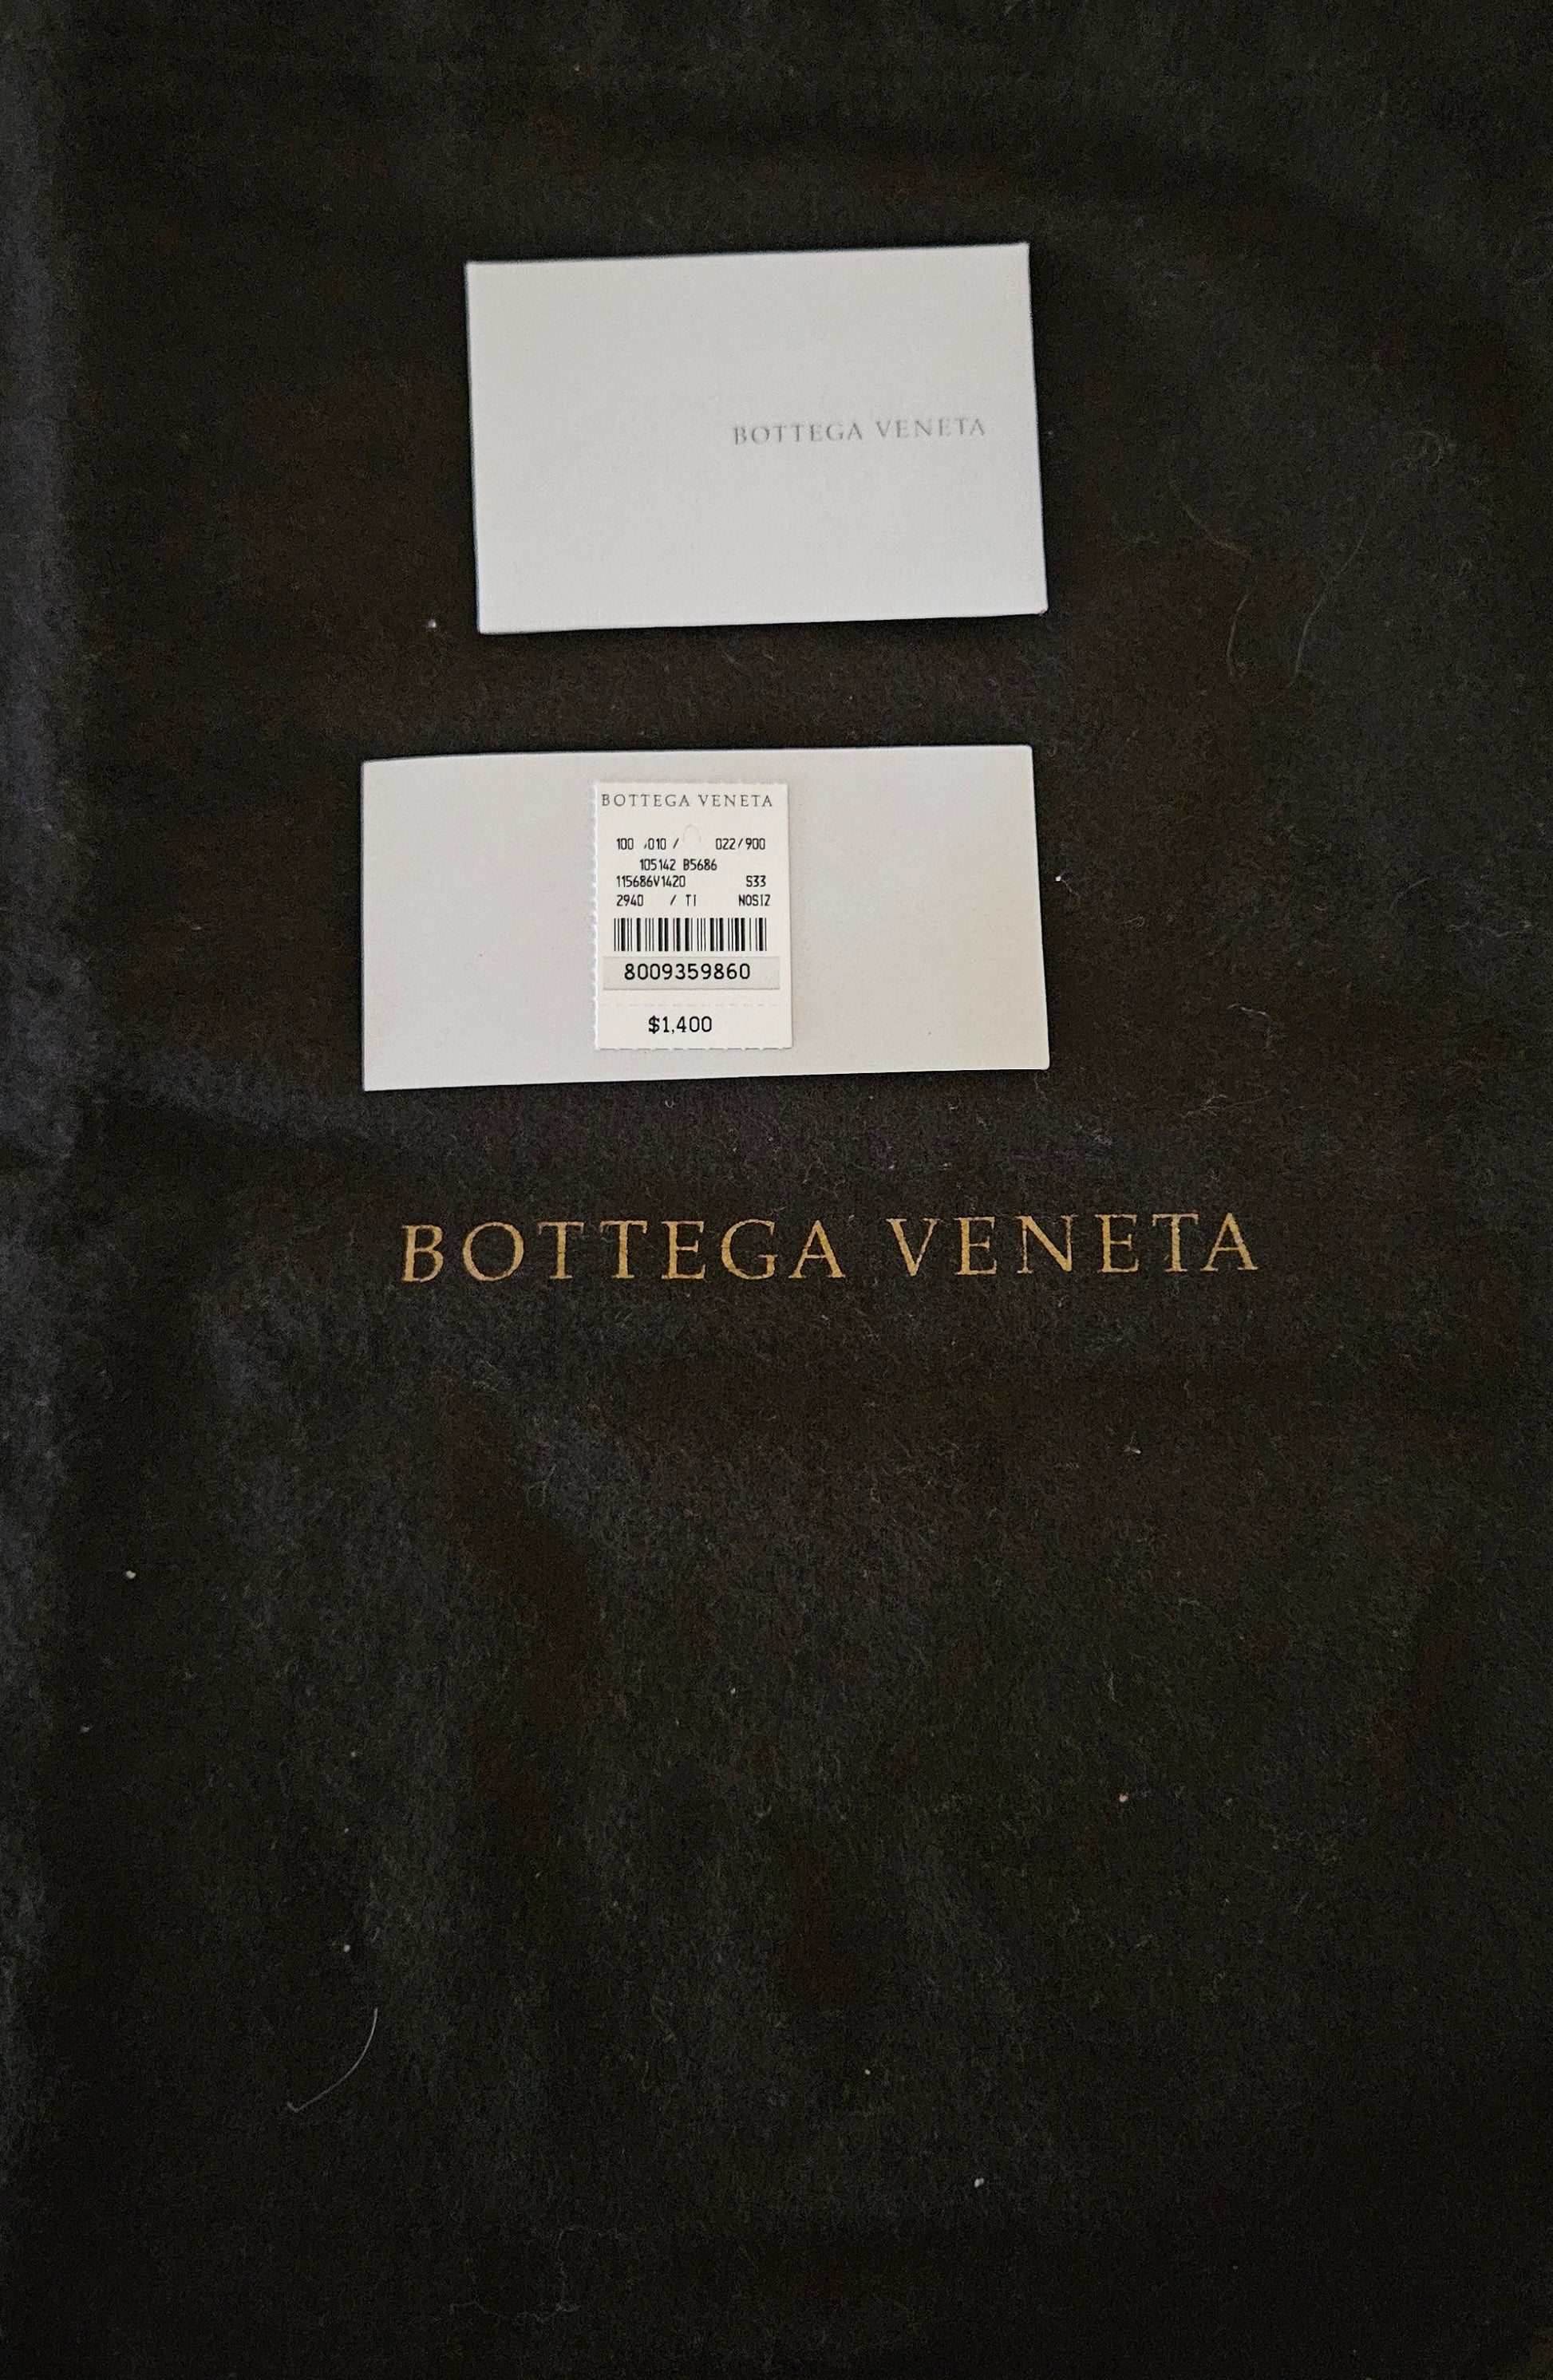 BOTTEGA VENETA
BOTTEGA VENETA
100 ,010 / 022/900
105142 B5686
115686V1420 S33
2940 / TI NOSIZ
8009359860
$1,400
BOTTEGA VENETA